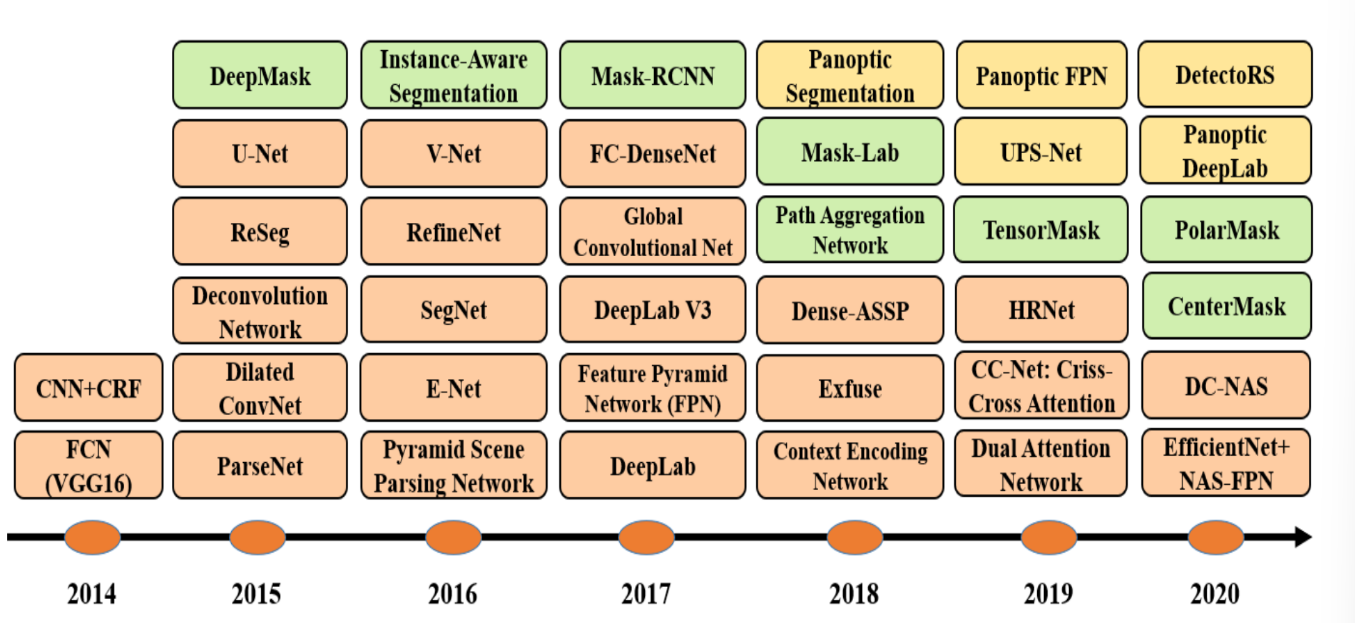 DeepMask
Instance-Aware
Segmentation
Mask-RCNN
Panoptic
Segmentation
Panoptic FPN
DetectoRS
U-Net
V-Net
FC-DenseNet
Mask-Lab
UPS-Net
Panoptic
DeepLab
ReSeg
RefineNet
Global
Convolutional Net
Path Aggregation
Network
TensorMask
PolarMask
Deconvolution
Network
SegNet
DeepLab V3
Dense-ASSP
HRNet
CenterMask
CNN+CRF
Dilated
ConvNet
E-Net
Feature Pyramid
Network (FPN)
Exfuse
CC-Net: Criss-
Cross Attention
DC-NAS
FCN
(VGG16)
ParseNet
Pyramid Scene
Parsing Network
DeepLab
Context Encoding
Network
Dual Attention
Network
EfficientNet+
NAS-FPN
2014
2015
2016
2017
2018
2019
2020